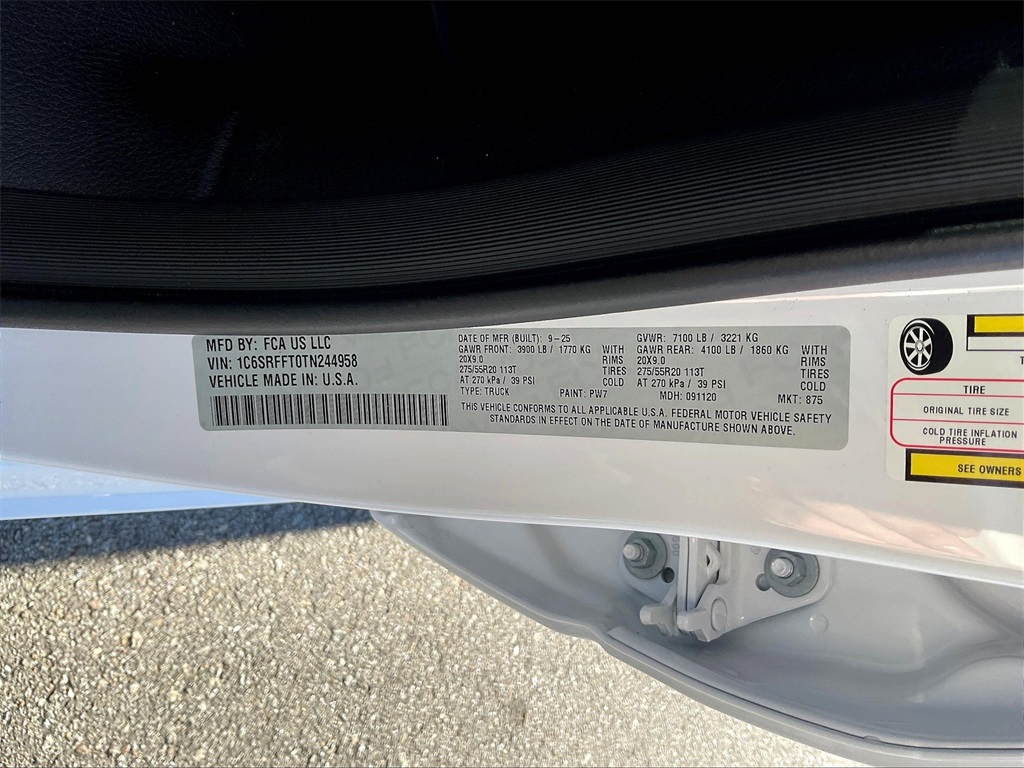 MFD BY: FCA US LLC
VIN: 1C6SRFFT0TN244958
VEHICLE MADE IN: U.S.A.
DATE OF MFR (BUILT): 9-25
GAWR FRONT: 3900 LB / 1770 KG WITH
20X9.0 RIMS
275/55R20 113T TIRES
AT 270 kPa / 39 PSI COLD
TYPE: TRUCK PAINT: PW7
GVWR: 7100 LB / 3221 KG
GAWR REAR: 4100 LB / 1860 KG WITH
20X9.0 RIMS
275/55R20 113T TIRES
AT 270 kPa / 39 PSI COLD
MDH: 091120 MKT: 875
THIS VEHICLE CONFORMS TO ALL APPLICABLE U.S.A. FEDERAL MOTOR VEHICLE SAFETY
STANDARDS IN EFFECT ON THE DATE OF MANUFACTURE SHOWN ABOVE.
TIRE
ORIGINAL TIRE SIZE
COLD TIRE INFLATION
PRESSURE
SEE OWNERS